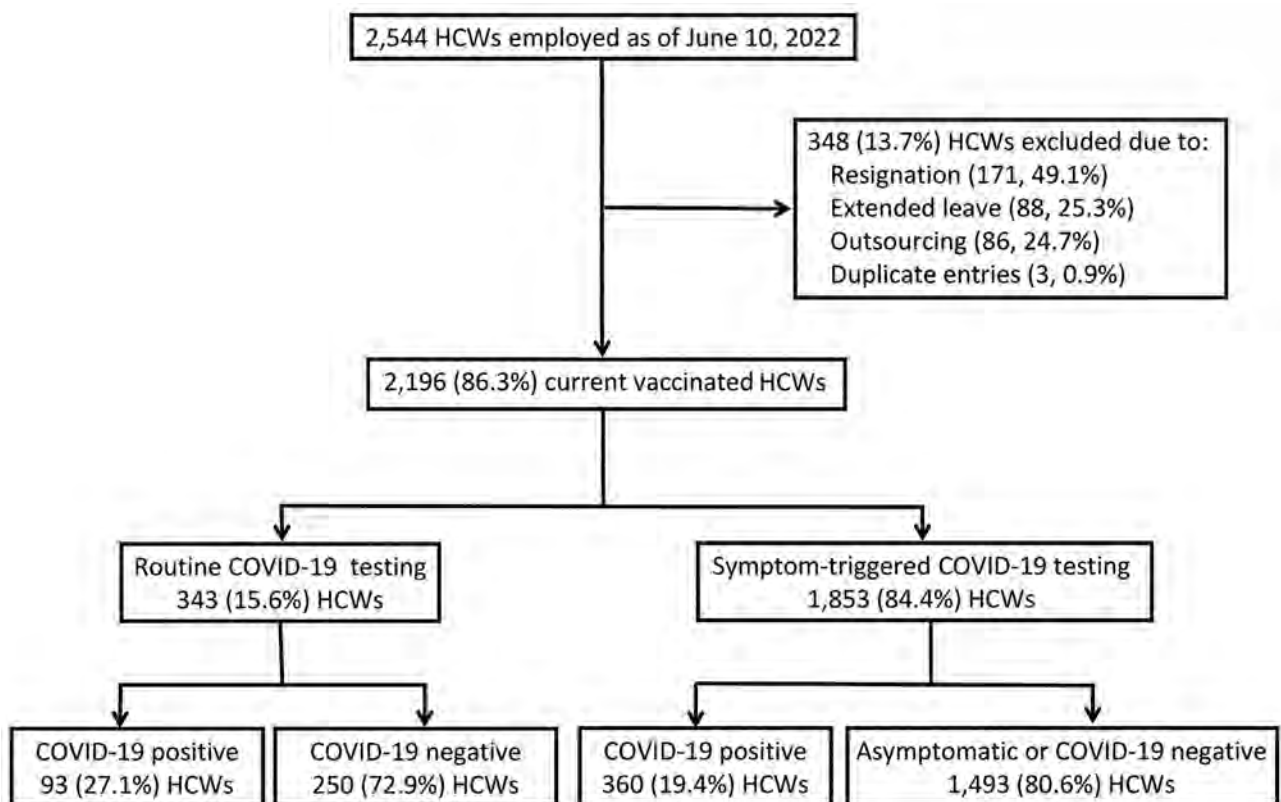 2,544 HCWs employed as of June 10, 2022
348 (13.7%) HCWs excluded due to:
Resignation (171, 49.1%)
Extended leave (88, 25.3%)
Outsourcing (86, 24.7%)
Duplicate entries (3, 0.9%)
2,196 (86.3%) current vaccinated HCWs
Routine COVID-19 testing
343 (15.6%) HCWs
Symptom-triggered COVID-19 testing
1,853 (84.4%) HCWs
COVID-19 positive
93 (27.1%) HCWs
COVID-19 negative
250 (72.9%) HCWs
COVID-19 positive
360 (19.4%) HCWs
Asymptomatic or COVID-19 negative
1,493 (80.6%) HCWs